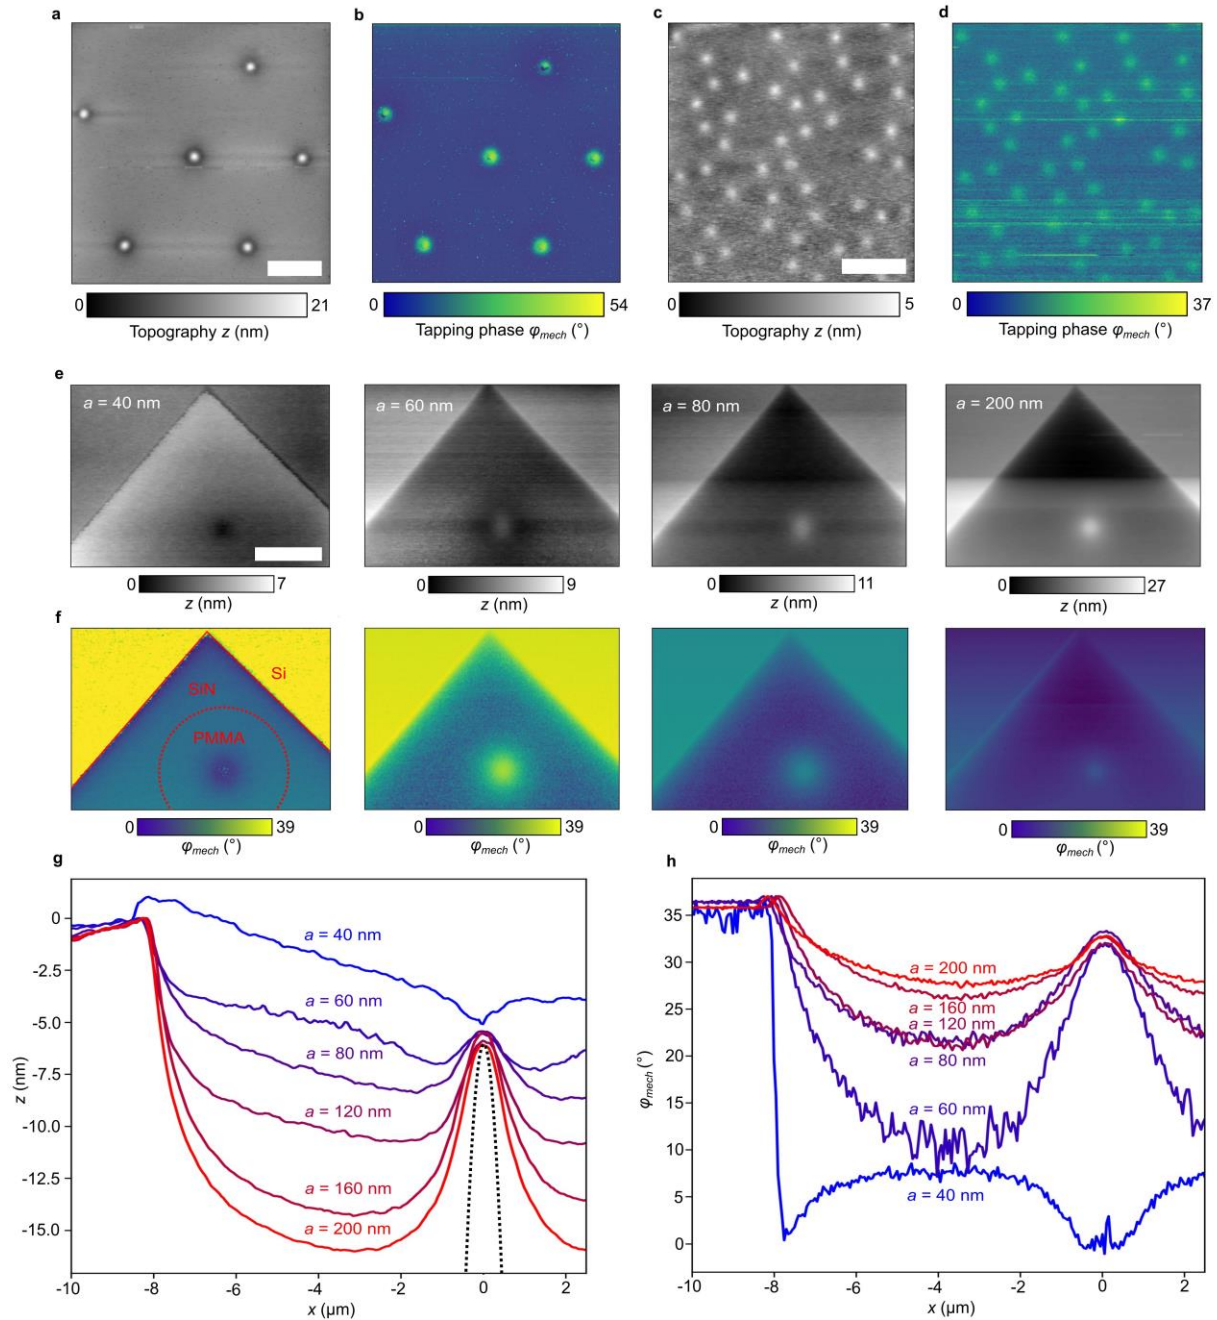 a
b
c
d
0 21
Topography z (nm)
0 54
Tapping phase φmech (°)
0 5
Topography z (nm)
0 37
Tapping phase φmech (°)
e
a = 40 nm
a = 60 nm
a = 80 nm
a = 200 nm
0 7
z (nm)
0 9
z (nm)
0 11
z (nm)
0 27
z (nm)
f
Si
SiN
PMMA
0 39
φmech (°)
0 39
φmech (°)
0 39
φmech (°)
0 39
φmech (°)
g
0
-2.5
-5.0
-7.5
-10.0
-12.5
-15.0
z (nm)
a = 40 nm
a = 60 nm
a = 80 nm
a = 120 nm
a = 160 nm
a = 200 nm
-10 -8 -6 -4 -2 0 2
x (μm)
h
35
30
25
20
15
10
5
0
φmech (°)
a = 200 nm
a = 160 nm
a = 120 nm
a = 80 nm
a = 60 nm
a = 40 nm
-10 -8 -6 -4 -2 0 2
x (μm)